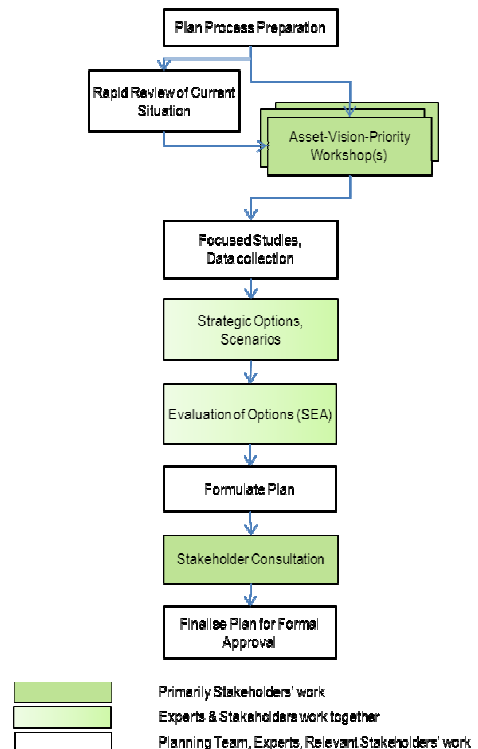 Plan Process Preparation
Rapid Review of Current
Situation
Asset-Vision-Priority
Workshop(s)
Focused Studies,
Data collection
Strategic Options,
Scenarios
Evaluation of Options (SEA)
Formulate Plan
Stakeholder Consultation
Finalise Plan for Formal
Approval
Primarily Stakeholders' work
Experts & Stakeholders work together
Planning Team, Experts, Relevant Stakeholders' work